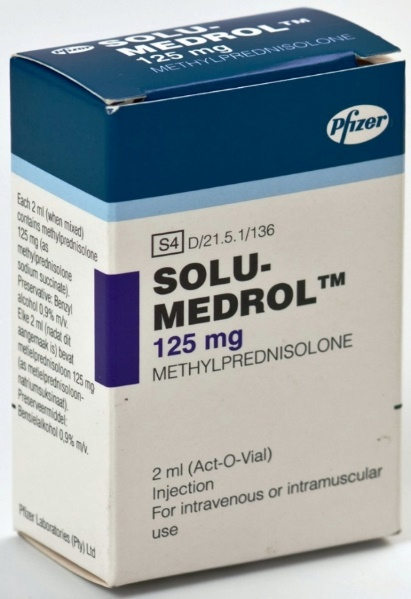 SOLU-
MEDROL™
125 mg
METHYLPREDNISOLONE
Pfizer
S4 D/21.5.1/136
SOLU-
MEDROL™
125 mg
METHYLPREDNISOLONE
2 ml (Act-O-Vial)
Injection
For intravenous or intramuscular
use
Each 2 ml (when mixed)
contains methylprednisolone
125 mg (as
methylprednisolone
sodium succinate)
Preservative: Benzyl
alcohol 0,9% m/v.
Elke 2 ml (nadat dit
aangemaak is) bevat
metielprednisoloon 125 mg
(as metielprednisoloon-
natriumsuksinaat).
Preserveermiddel:
Bensielalkohol 0,9% m/v.
Pfizer Laboratories (Pty) Ltd